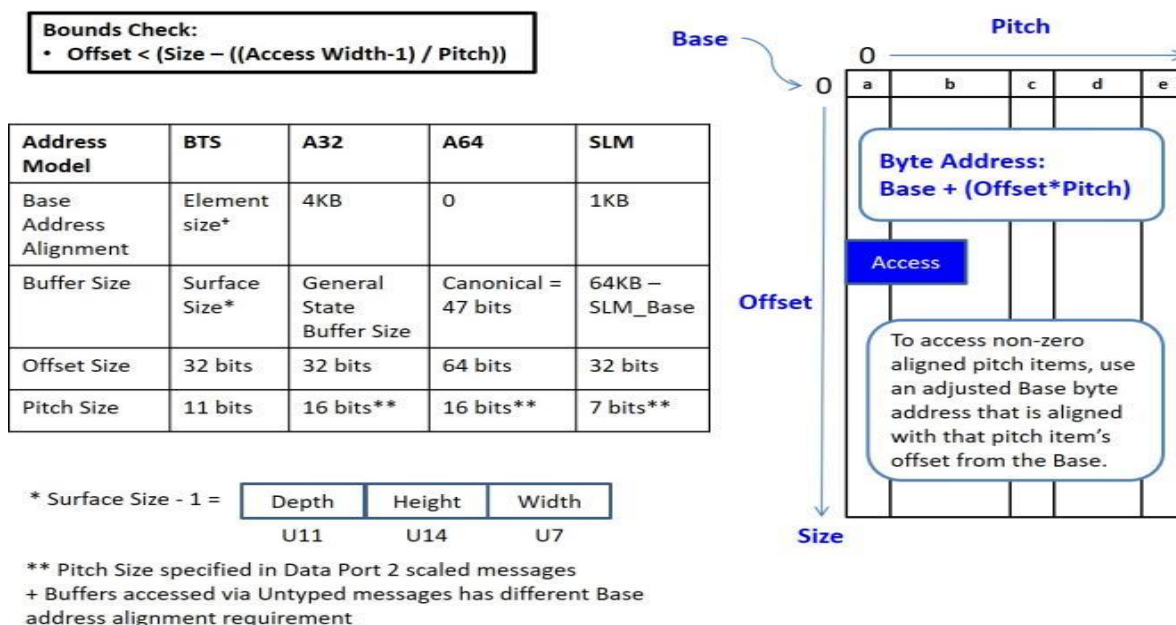 Bounds Check:
• Offset < (Size – ((Access Width-1) / Pitch))
Address Model BTS A32 A64 SLM
Base Address Alignment Element size⁺ 4KB 0 1KB
Buffer Size Surface Size* General State Buffer Size Canonical = 47 bits 64KB – SLM_Base
Offset Size 32 bits 32 bits 64 bits 32 bits
Pitch Size 11 bits 16 bits** 16 bits** 7 bits**
* Surface Size - 1 = Depth Height Width
U11 U14 U7
** Pitch Size specified in Data Port 2 scaled messages
+ Buffers accessed via Untyped messages has different Base
address alignment requirement
Base
Pitch
0
0
a b c d e
Byte Address:
Base + (Offset*Pitch)
Access
Offset
To access non-zero
aligned pitch items, use
an adjusted Base byte
address that is aligned
with that pitch item's
offset from the Base.
Size